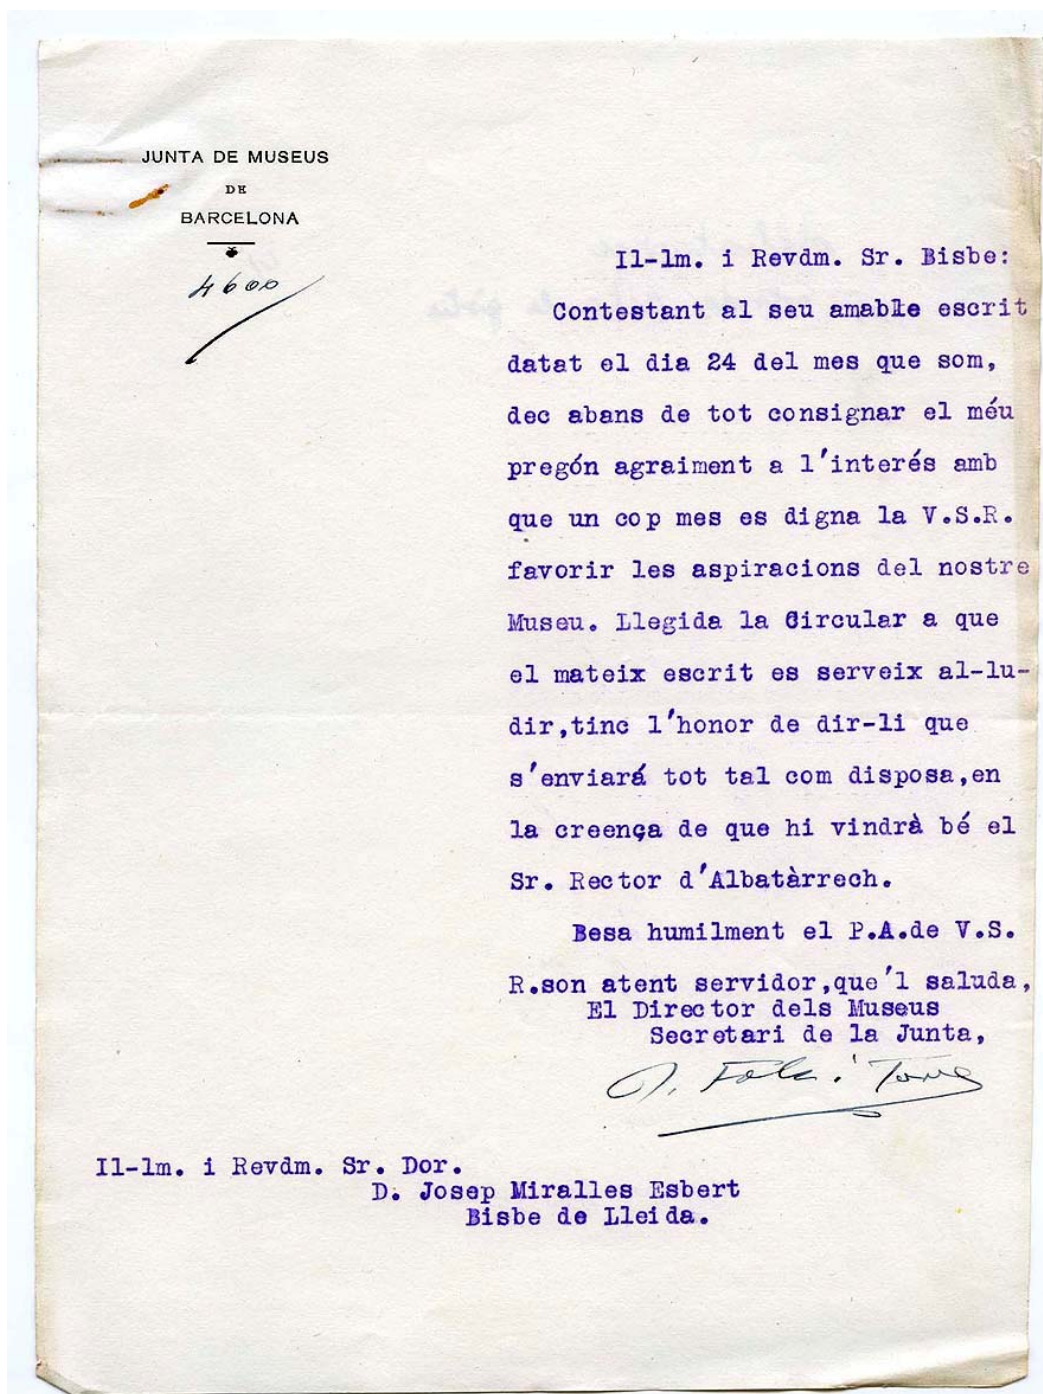 JUNTA DE MUSEUS
DE
BARCELONA
4600
Il-lm. i Revdm. Sr. Bisbe:
Contestant al seu amable escrit
datat el dia 24 del mes que som,
dec abans de tot consignar el méu
pregón agraiment a l'interés amb
que un cop mes es digna la V.S.R.
favorir les aspiracions del nostre
Museu. Llegida la Circular a que
el mateix escrit es serveix al-lu-
dir,tinc l'honor de dir-li que
s'enviará tot tal com disposa,en
la creença de que hi vindrà bé el
Sr. Rector d'Albatàrrech.
Besa humilment el P.A.de V.S.
R.son atent servidor,que'l saluda,
El Director dels Museus
Secretari de la Junta,
J. Folch i Torres
Il-lm. i Revdm. Sr. Dor.
D. Josep Miralles Esbert
Bisbe de Lleida.